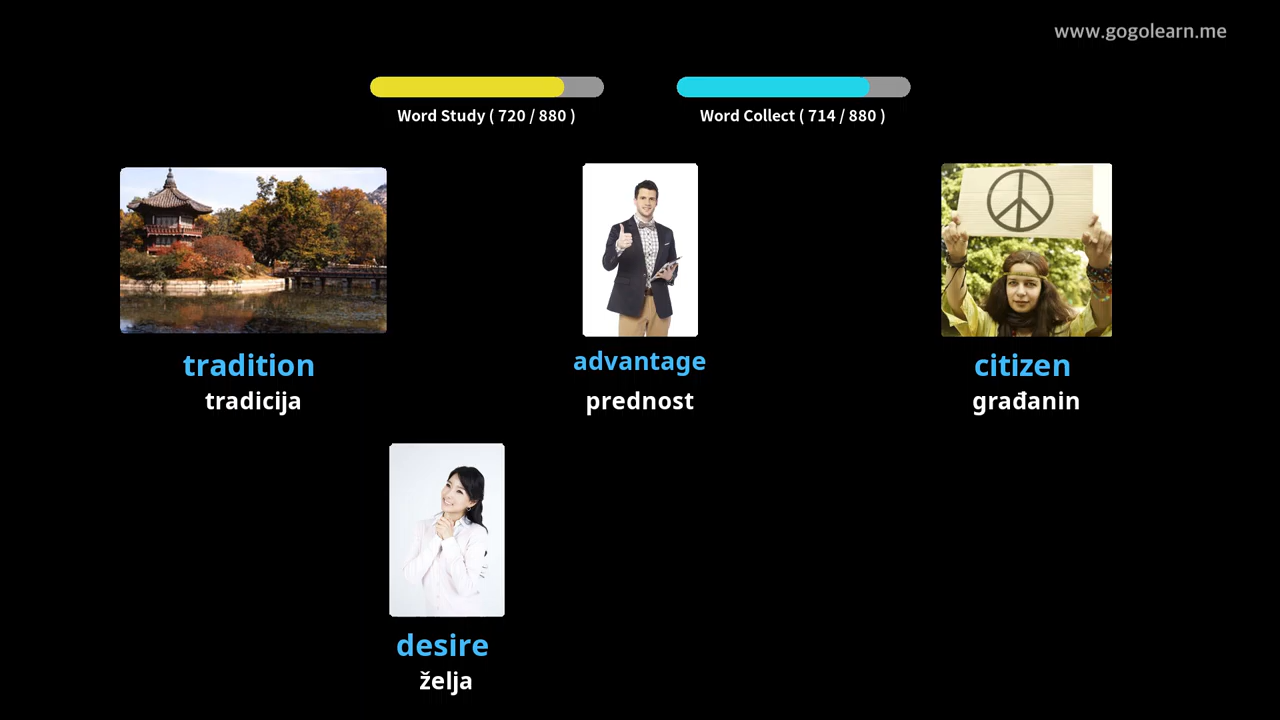 www.gogolearn.me
Word Study ( 720 / 880 )
Word Collect ( 714 / 880 )
tradition
tradicija
advantage
prednost
citizen
građanin
desire
želja